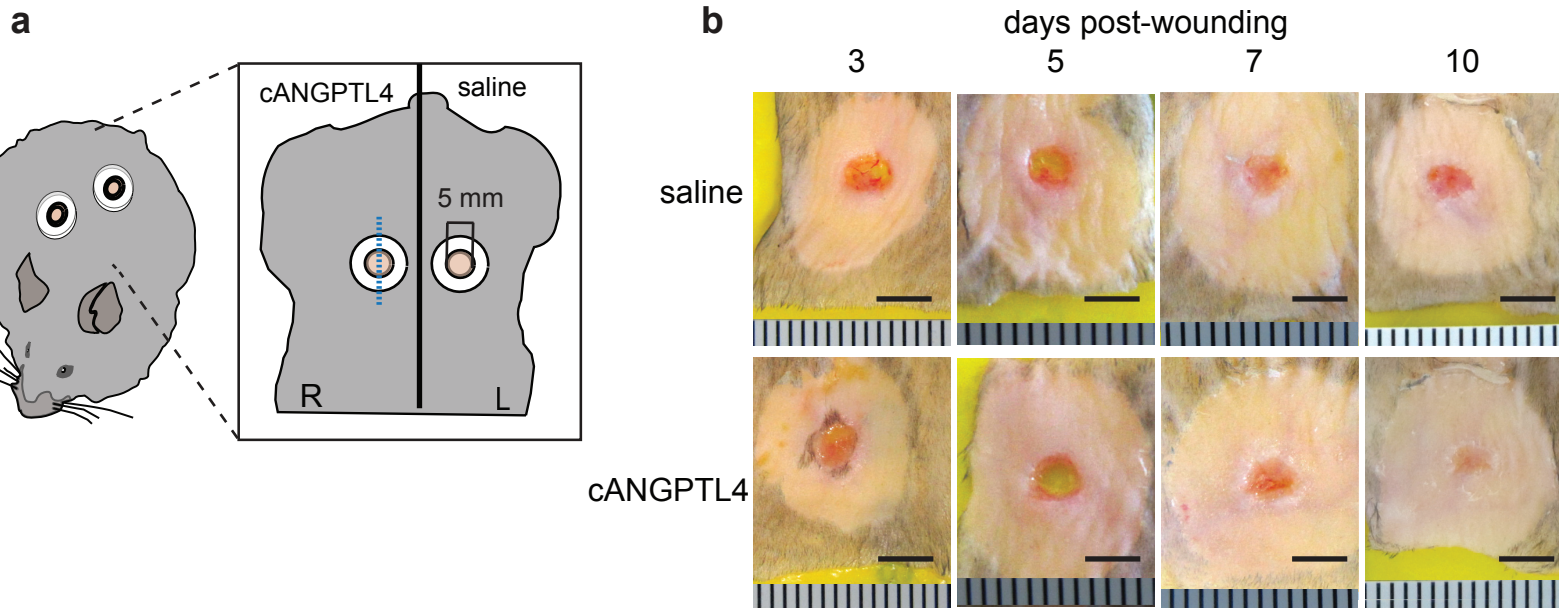 a
cANGPTL4
saline
5 mm
R
L
b
days post-wounding
3 5 7 10
saline
cANGPTL4